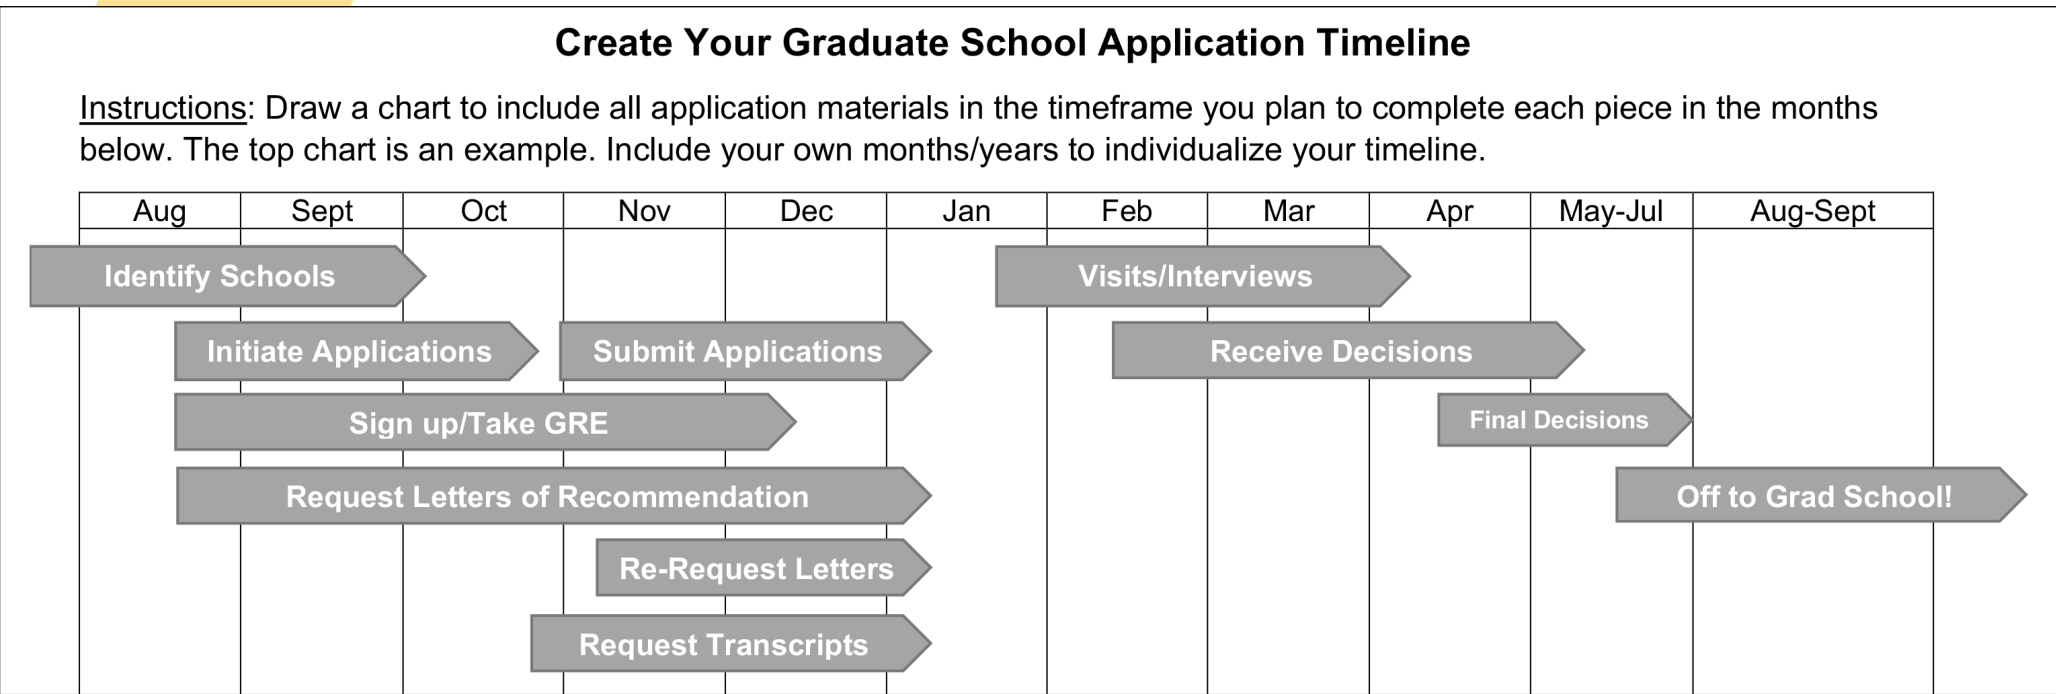 Create Your Graduate School Application Timeline
Instructions: Draw a chart to include all application materials in the timeframe you plan to complete each piece in the months
below. The top chart is an example. Include your own months/years to individualize your timeline.
Aug Sept Oct Nov Dec Jan Feb Mar Apr May-Jul Aug-Sept
Identify Schools Visits/Interviews
Initiate Applications Submit Applications Receive Decisions
Sign up/Take GRE Final Decisions
Request Letters of Recommendation Off to Grad School!
Re-Request Letters
Request Transcripts